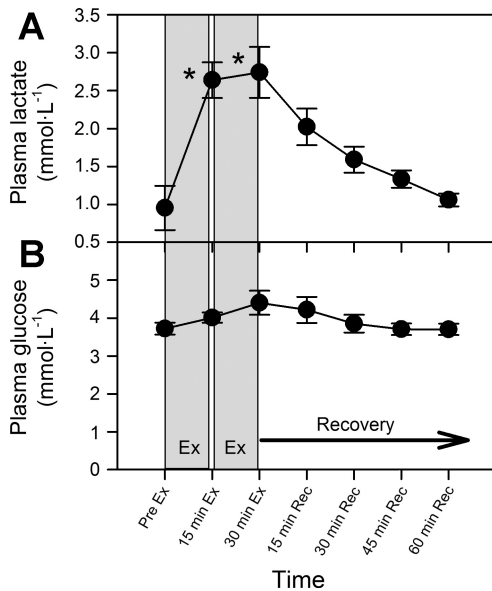 A
Plasma lactate
(mmol·L⁻¹)
3.5
3.0
2.5
2.0
1.5
1.0
0.5
*
*
B
Plasma glucose
(mmol·L⁻¹)
5
4
3
2
1
0
Ex
Ex
Recovery
Pre Ex
15 min Ex
30 min Ex
15 min Rec
30 min Rec
45 min Rec
60 min Rec
Time